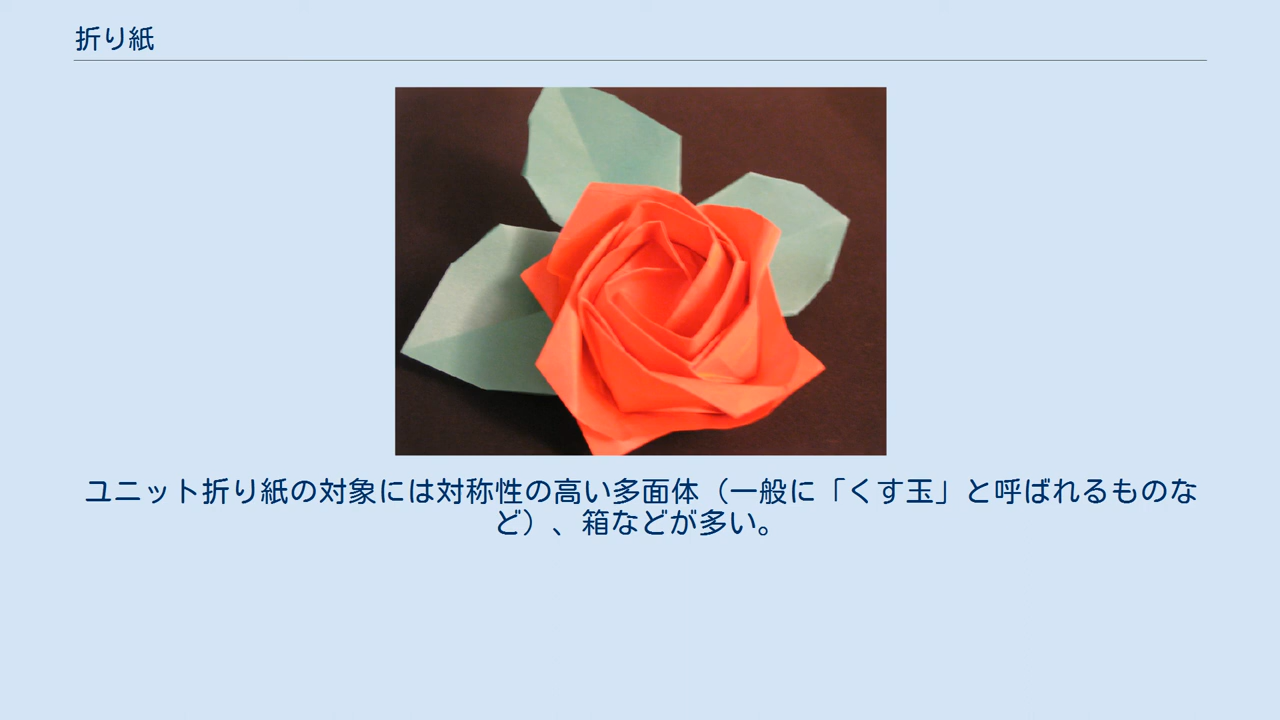 折り紙
ユニット折り紙の対象には対称性の高い多面体（一般に「くす玉」と呼ばれるものな
ど）、箱などが多い。